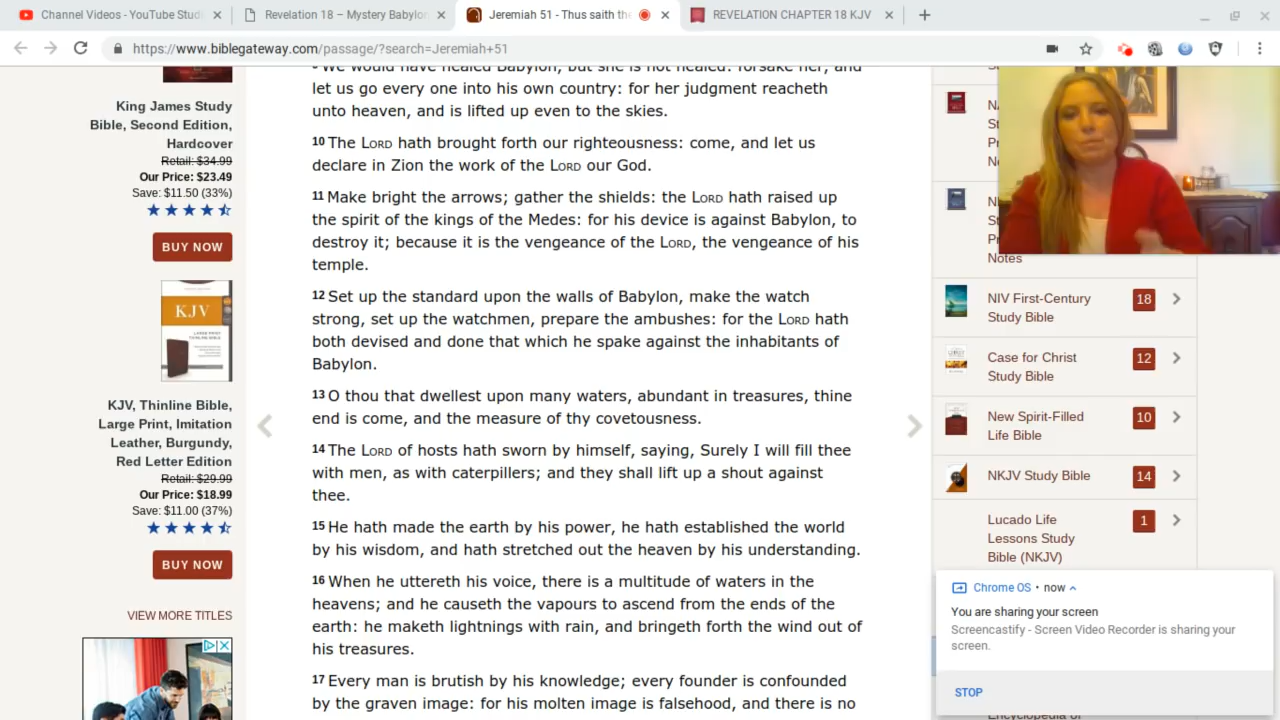 Channel Videos - YouTube Stud
Revelation 18 – Mystery Babylon
Jeremiah 51 - Thus saith the
REVELATION CHAPTER 18 KJV
https://www.biblegateway.com/passage/?search=Jeremiah+51
King James Study
Bible, Second Edition,
Hardcover
Retail: $34.99
Our Price: $23.49
Save: $11.50 (33%)
BUY NOW
KJV
KJV, Thinline Bible,
Large Print, Imitation
Leather, Burgundy,
Red Letter Edition
Retail: $29.99
Our Price: $18.99
Save: $11.00 (37%)
BUY NOW
VIEW MORE TITLES
We would have healed Babylon, but she is not healed: forsake her, and
let us go every one into his own country: for her judgment reacheth
unto heaven, and is lifted up even to the skies.
10 The LORD hath brought forth our righteousness: come, and let us
declare in Zion the work of the LORD our God.
11 Make bright the arrows; gather the shields: the LORD hath raised up
the spirit of the kings of the Medes: for his device is against Babylon, to
destroy it; because it is the vengeance of the LORD, the vengeance of his
temple.
12 Set up the standard upon the walls of Babylon, make the watch
strong, set up the watchmen, prepare the ambushes: for the LORD hath
both devised and done that which he spake against the inhabitants of
Babylon.
13 O thou that dwellest upon many waters, abundant in treasures, thine
end is come, and the measure of thy covetousness.
14 The LORD of hosts hath sworn by himself, saying, Surely I will fill thee
with men, as with caterpillers; and they shall lift up a shout against
thee.
15 He hath made the earth by his power, he hath established the world
by his wisdom, and hath stretched out the heaven by his understanding.
16 When he uttereth his voice, there is a multitude of waters in the
heavens; and he causeth the vapours to ascend from the ends of the
earth: he maketh lightnings with rain, and bringeth forth the wind out of
his treasures.
17 Every man is brutish by his knowledge; every founder is confounded
by the graven image: for his molten image is falsehood, and there is no
Notes
NIV First-Century
Study Bible
18
Case for Christ
Study Bible
12
New Spirit-Filled
Life Bible
10
NKJV Study Bible
14
Lucado Life
Lessons Study
Bible (NKJV)
1
Chrome OS • now
You are sharing your screen
Screencastify - Screen Video Recorder is sharing your
screen.
STOP
Encyclopedia of